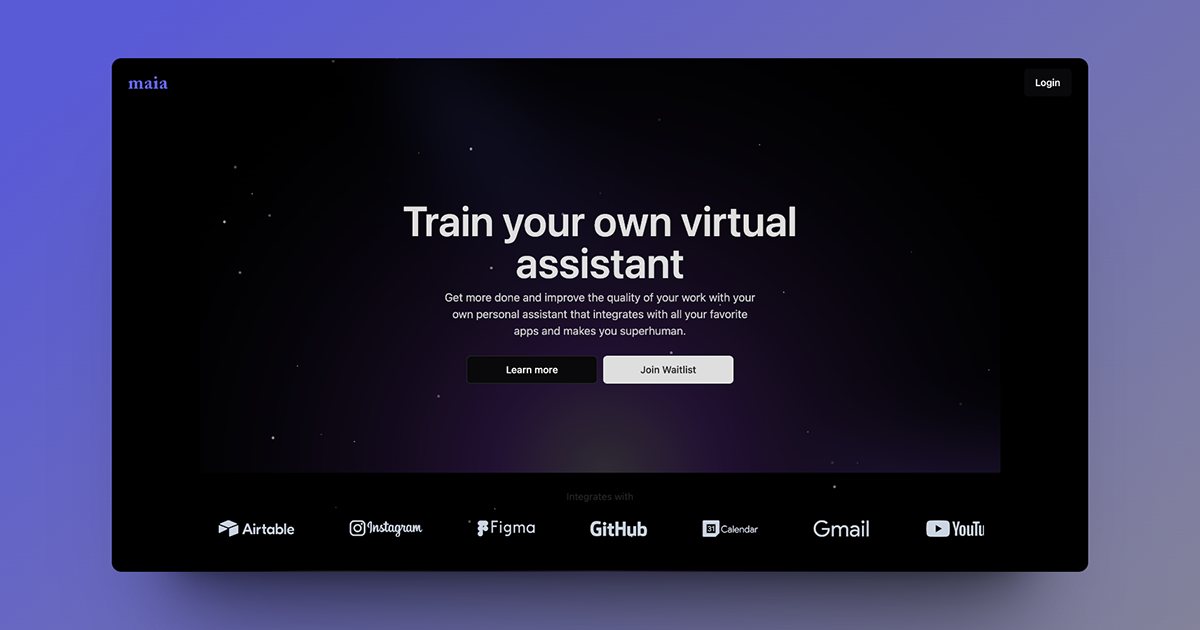 maia
Login
Train your own virtual
assistant
Get more done and improve the quality of your work with your
own personal assistant that integrates with all your favorite
apps and makes you superhuman.
Learn more
Join Waitlist
Integrates with
Airtable
Instagram
Figma
GitHub
31 Calendar
Gmail
YouTu